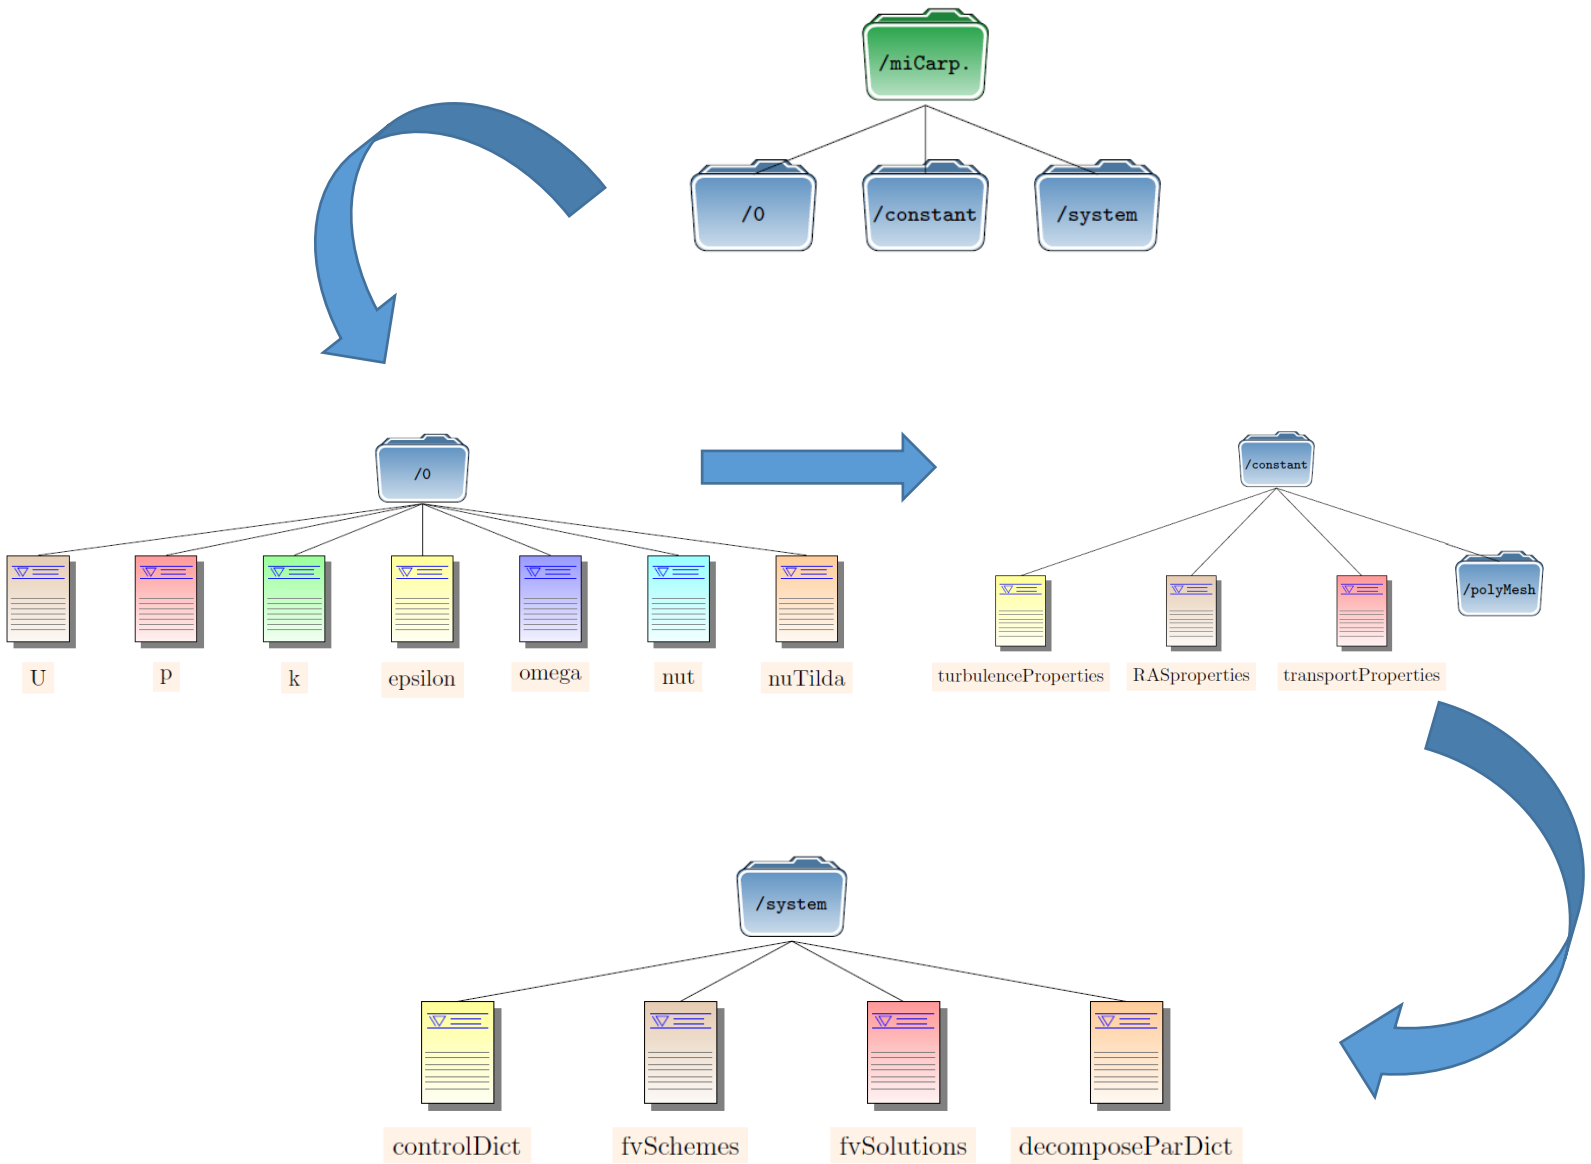 /miCarp.
/0
/constant
/system
/0
/constant
/polyMesh
U
p
k
epsilon
omega
nut
nuTilda
turbulenceProperties
RASproperties
transportProperties
/system
controlDict
fvSchemes
fvSolutions
decomposeParDict